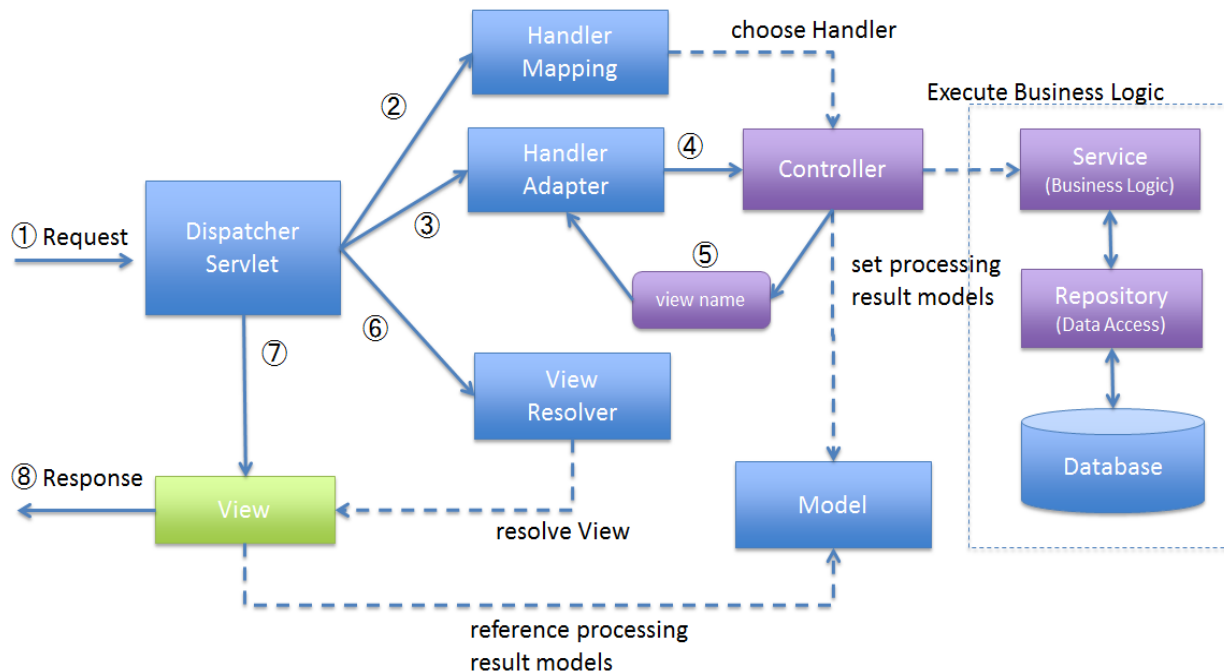 Handler
Mapping
choose Handler
②
Execute Business Logic
Handler
Adapter
④
Controller
Service
(Business Logic)
① Request
Dispatcher
Servlet
③
⑤
view name
set processing
result models
Repository
(Data Access)
⑥
⑦
View
Resolver
Database
⑧ Response
View
resolve View
Model
reference processing
result models